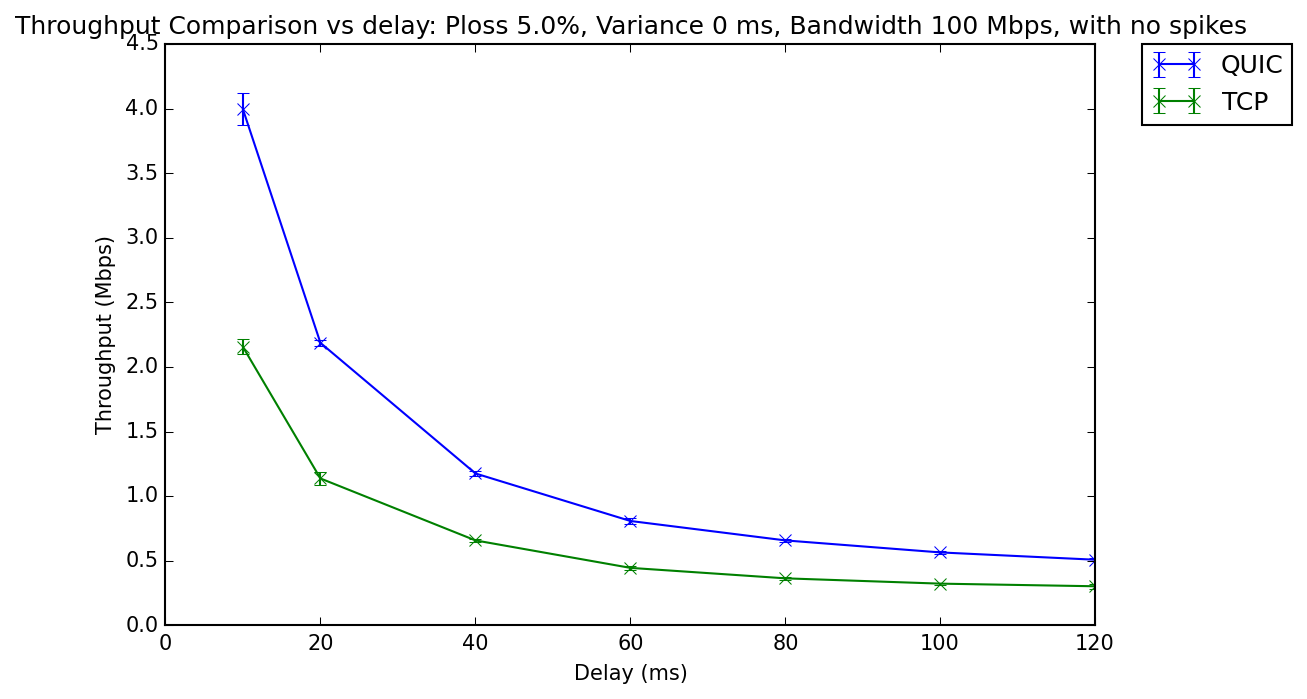 Throughput Comparison vs delay: Ploss 5.0%, Variance 0 ms, Bandwidth 100 Mbps, with no spikes
QUIC
TCP
Throughput (Mbps)
4.5
4.0
3.5
3.0
2.5
2.0
1.5
1.0
0.5
0.0
0 20 40 60 80 100 120
Delay (ms)